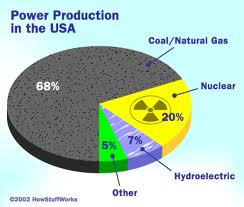 Power Production
in the USA
Coal/Natural Gas
68%
Nuclear
20%
7%
5%
Hydroelectric
Other
©2002 HowStuffWorks